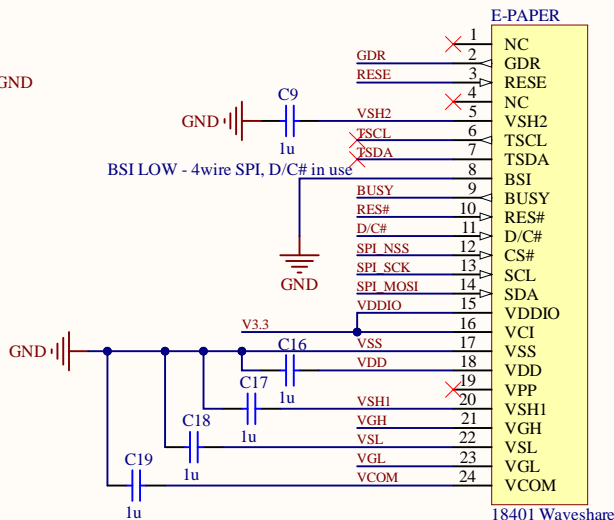 E-PAPER
1 NC
GDR 2 GDR
GND
RESE 3 RESE
4 NC
C9
GND VSH2 5 VSH2
1u
TSCL 6 TSCL
TSDA 7 TSDA
BSI LOW - 4wire SPI, D/C# in use
8 BSI
BUSY 9 BUSY
RES# 10 RES#
D/C# 11 D/C#
SPI_NSS 12 CS#
SPI_SCK 13 SCL
GND
SPI_MOSI 14 SDA
VDDIO 15 VDDIO
V3.3 16 VCI
GND C16 VSS 17 VSS
1u VDD 18 VDD
19 VPP
C17
1u VSH1 20 VSH1
VGH 21 VGH
C18
1u VSL 22 VSL
VGL 23 VGL
C19
1u VCOM 24 VCOM
18401 Waveshare